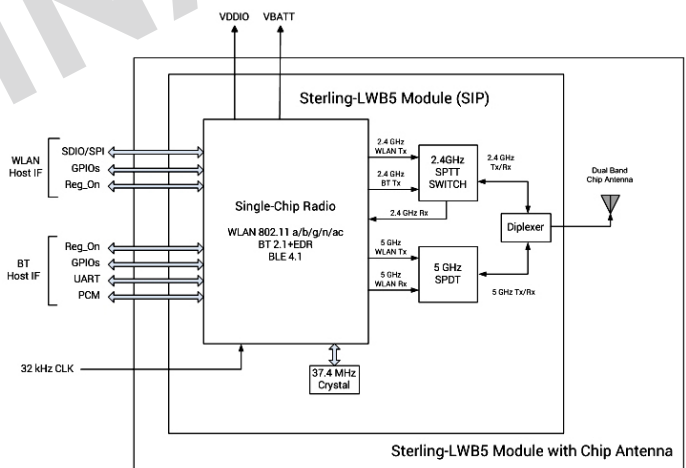 VDDIO
VBATT
Sterling-LWB5 Module (SIP)
WLAN
Host IF
SDIO/SPI
GPIOs
Reg_On
BT
Host IF
Reg_On
GPIOs
UART
PCM
32 kHz CLK
Single-Chip Radio
WLAN 802.11 a/b/g/n/ac
BT 2.1+EDR
BLE 4.1
37.4 MHz
Crystal
2.4 GHz
WLAN Tx
2.4 GHz
BT Tx
2.4 GHz Rx
5 GHz
WLAN Tx
5 GHz
WLAN Rx
2.4GHz
SPTT
SWITCH
5 GHz
SPDT
2.4 GHz
Tx/Rx
Diplexer
5 GHz Tx/Rx
Dual Band
Chip Antenna
Sterling-LWB5 Module with Chip Antenna